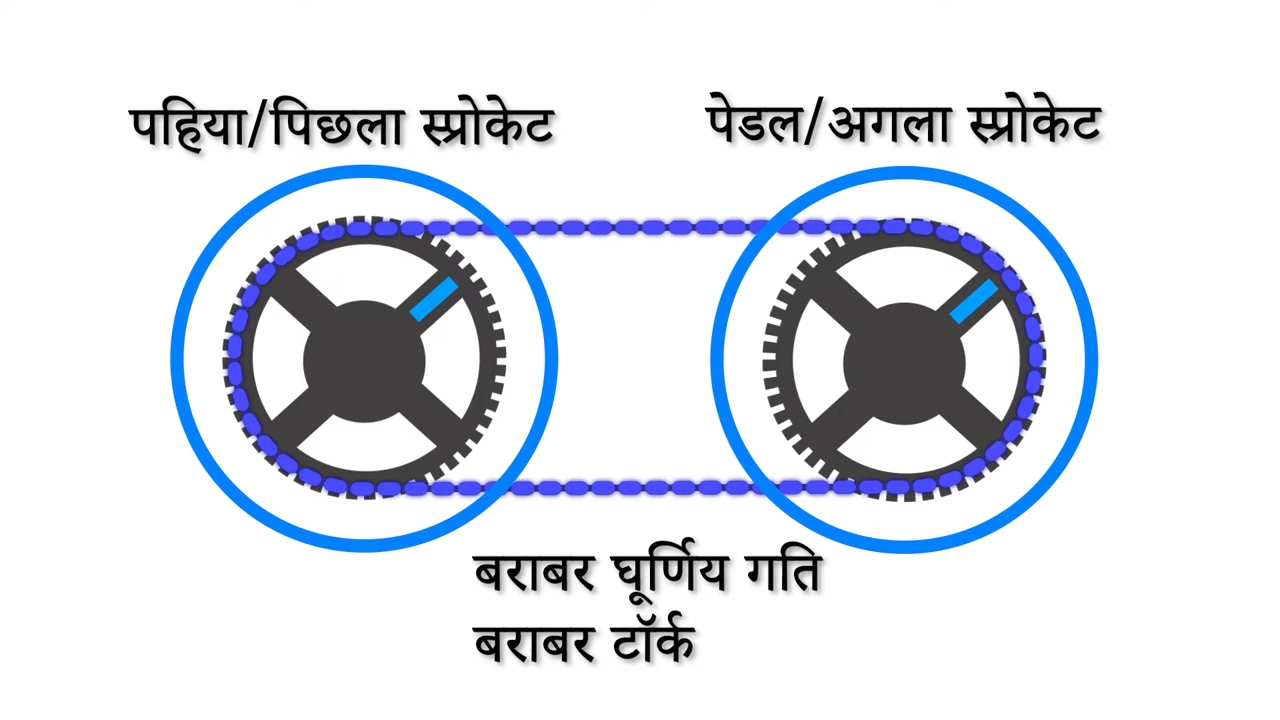 पहिया/पिछला स्प्रोकेट
पेडल/अगला स्प्रोकेट
बराबर घूर्णिय गति
बराबर टॉर्क